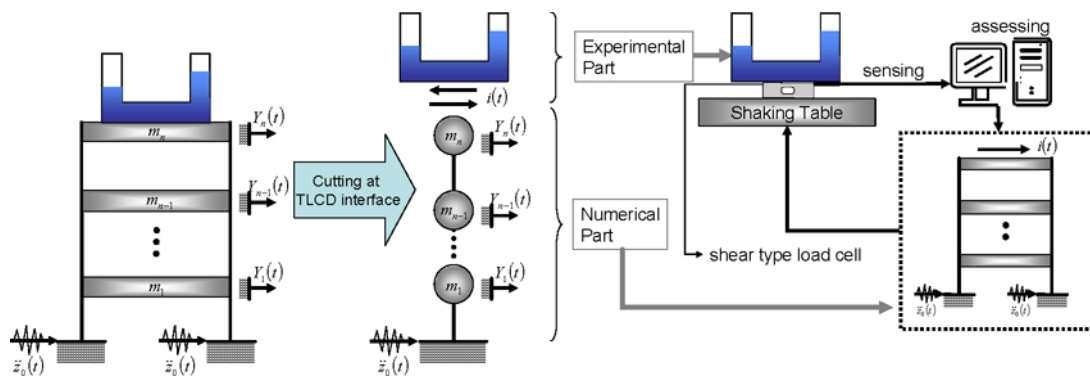 m_n
m_{n-1}
m_1
Y_n(t)
Y_{n-1}(t)
Y_1(t)
z̈_0(t)
z̈_0(t)
Cutting at
TLCD interface
i(t)
m_n
m_{n-1}
m_1
Y_n(t)
Y_{n-1}(t)
Y_1(t)
z̈_0(t)
Experimental
Part
Numerical
Part
Shaking Table
sensing
assessing
shear type load cell
i(t)
z̈_0(t)
z̈_0(t)